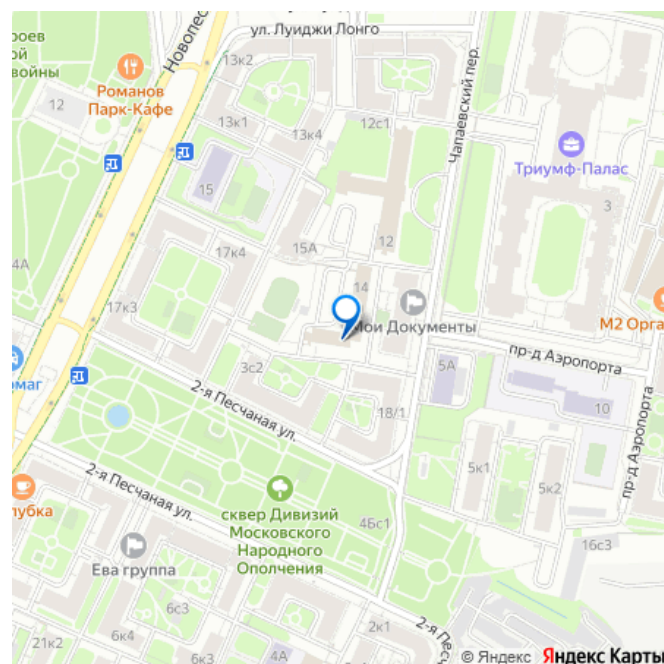 ул. Луиджи Лонго
13к2
Новопес
Романов
Парк-Кафе
12
13к1
13к4
12с1
Чапаевский пер.
Триумф-Палас
15
3
17к4
15А
12
4А
14
17к3
Мои Документы
М2 Орга
пр-д Аэропорта
3с2
5А
2-я Песчаная ул.
18/1
10
пр-д Аэропорта
5к1
5к2
2-я Песчаная ул.
сквер Дивизий
Московского
Народного
Ополчения
4Бс1
16с3
Ева группа
6с3
2к1
21к2
6к4
6к4
4А
© Яндекс Яндекс Карты